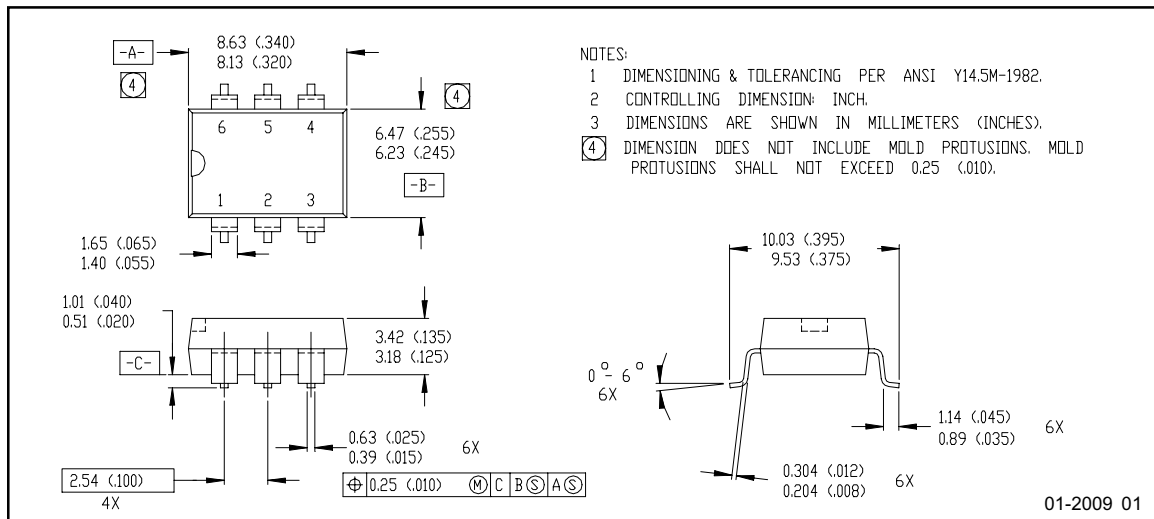 -A-
8.63 (.340)
8.13 (.320)
4
4
6 5 4
6.47 (.255)
6.23 (.245)
-B-
1 2 3
1.65 (.065)
1.40 (.055)
NOTES:
1 DIMENSIONING & TOLERANCING PER ANSI Y14.5M-1982.
2 CONTROLLING DIMENSION: INCH.
3 DIMENSIONS ARE SHOWN IN MILLIMETERS (INCHES).
4 DIMENSION DOES NOT INCLUDE MOLD PROTUSIONS. MOLD
PROTUSIONS SHALL NOT EXCEED 0.25 (.010).
1.01 (.040)
0.51 (.020)
-C-
3.42 (.135)
3.18 (.125)
0.63 (.025)
0.39 (.015)
6X
2.54 (.100)
4X
⌖ 0.25 (.010) Ⓜ C B Ⓢ A Ⓢ
10.03 (.395)
9.53 (.375)
0° - 6°
6X
1.14 (.045)
0.89 (.035)
6X
0.304 (.012)
0.204 (.008)
6X
01-2009 01